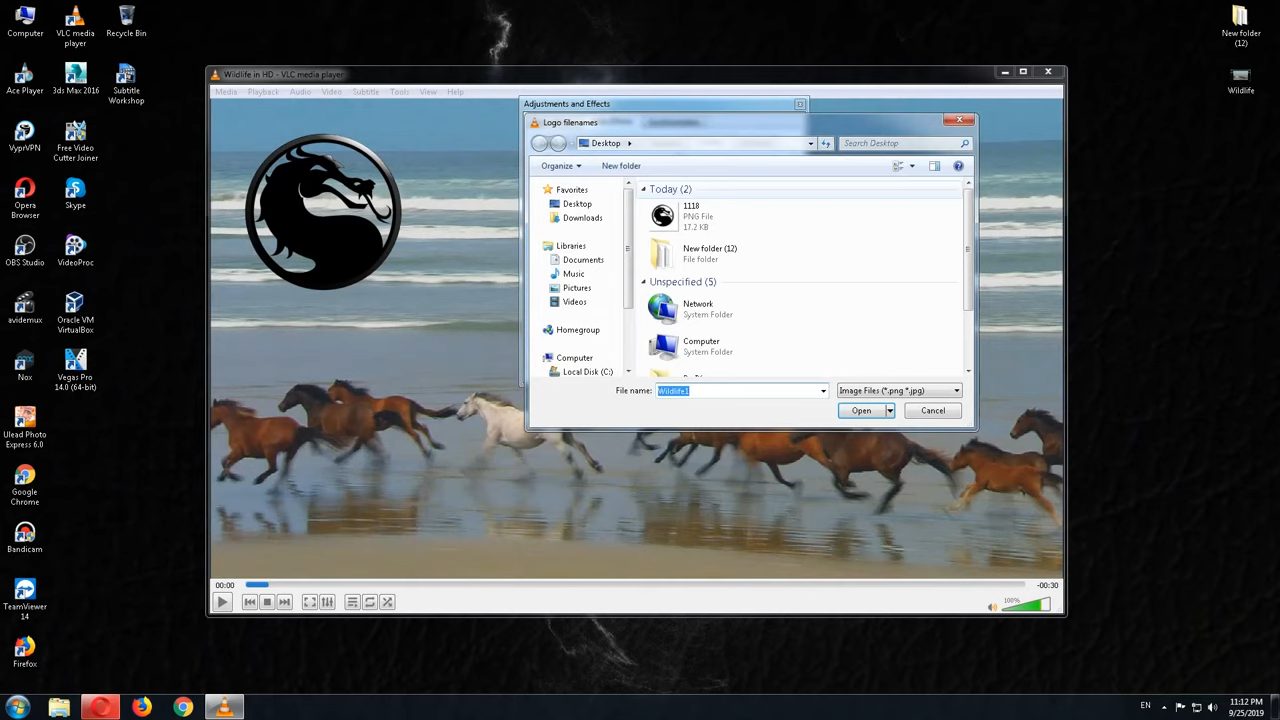 Computer
VLC media
player
Recycle Bin
New folder
(12)
Ace Player
3ds Max 2016
Subtitle
Workshop
Wildlife
VyprVPN
Free Video
Cutter Joiner
Opera
Browser
Skype
OBS Studio
VideoProc
avidemux
Oracle VM
VirtualBox
Nox
Vegas Pro
14.0 (64-bit)
Ulead Photo
Express 6.0
Google
Chrome
Bandicam
TeamViewer
14
Firefox
Wildlife in HD - VLC media player
Media Playback Audio Video Subtitle Tools View Help
Adjustments and Effects
Logo filenames
Desktop
Search Desktop
Organize
New folder
Favorites
Desktop
Downloads
Libraries
Documents
Music
Pictures
Videos
Homegroup
Computer
Local Disk (C:)
Today (2)
1118
PNG File
17.2 KB
New folder (12)
File folder
Unspecified (5)
Network
System Folder
Computer
System Folder
File name:
Wildlife1
Image Files (*.png *.jpg)
Open
Cancel
00:00
-00:30
100%
EN
11:12 PM
9/25/2019